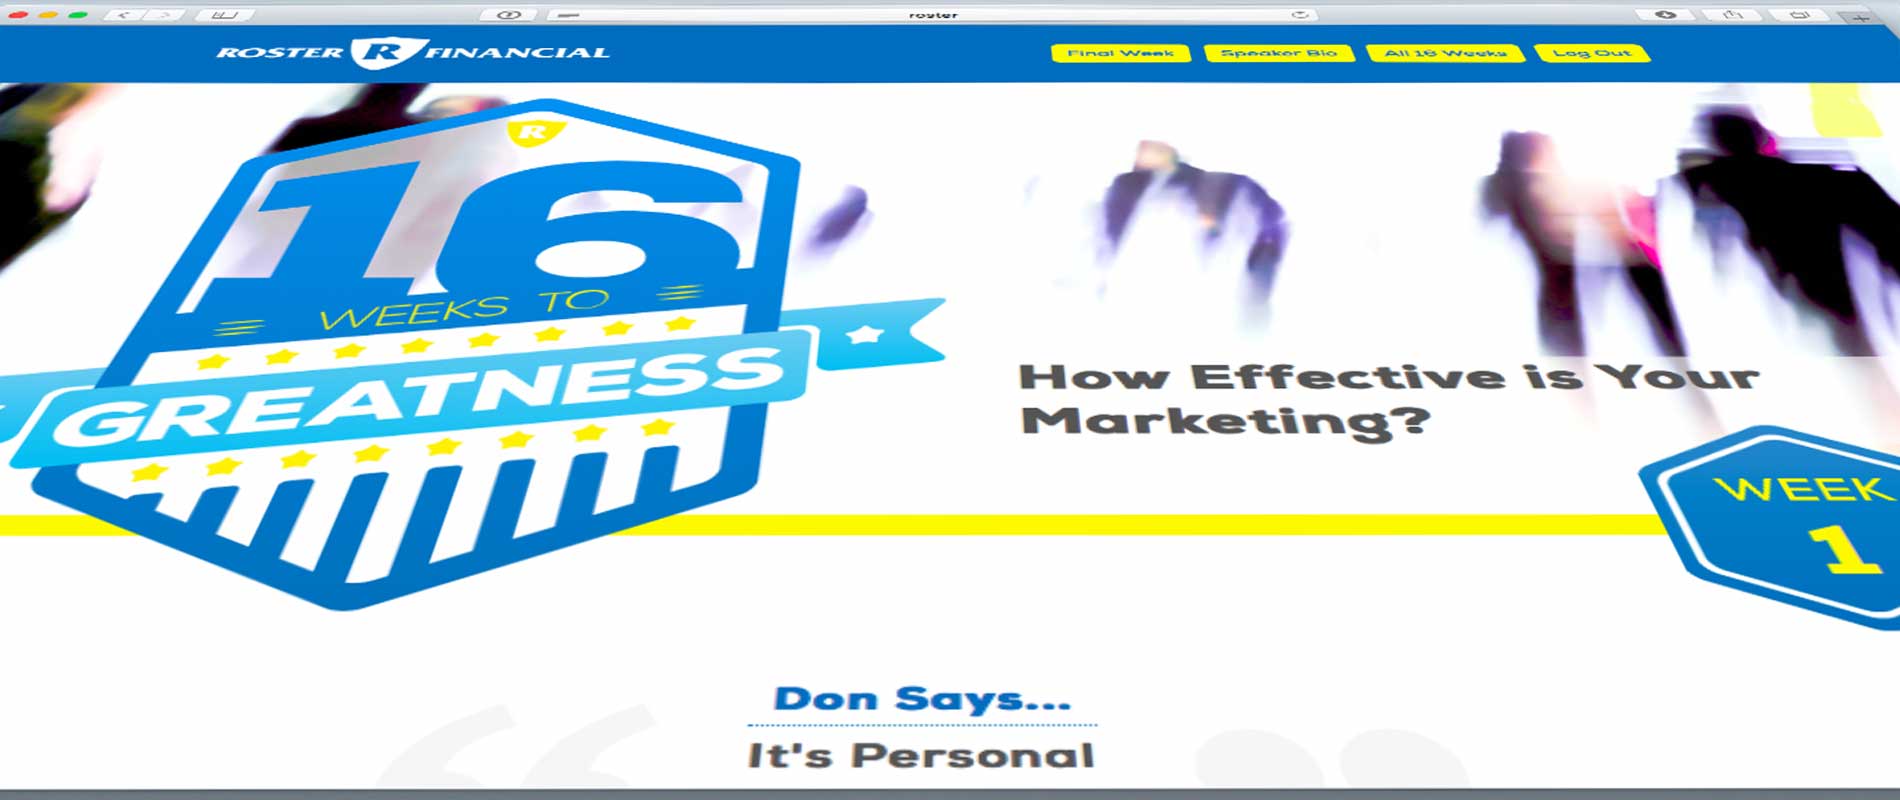 roster
ROSTER R FINANCIAL
Final Week
Speaker Bio
All 16 Weeks
Log Out
R
16
WEEKS TO
GREATNESS
How Effective is Your
Marketing?
WEEK
1
Don Says...
It's Personal